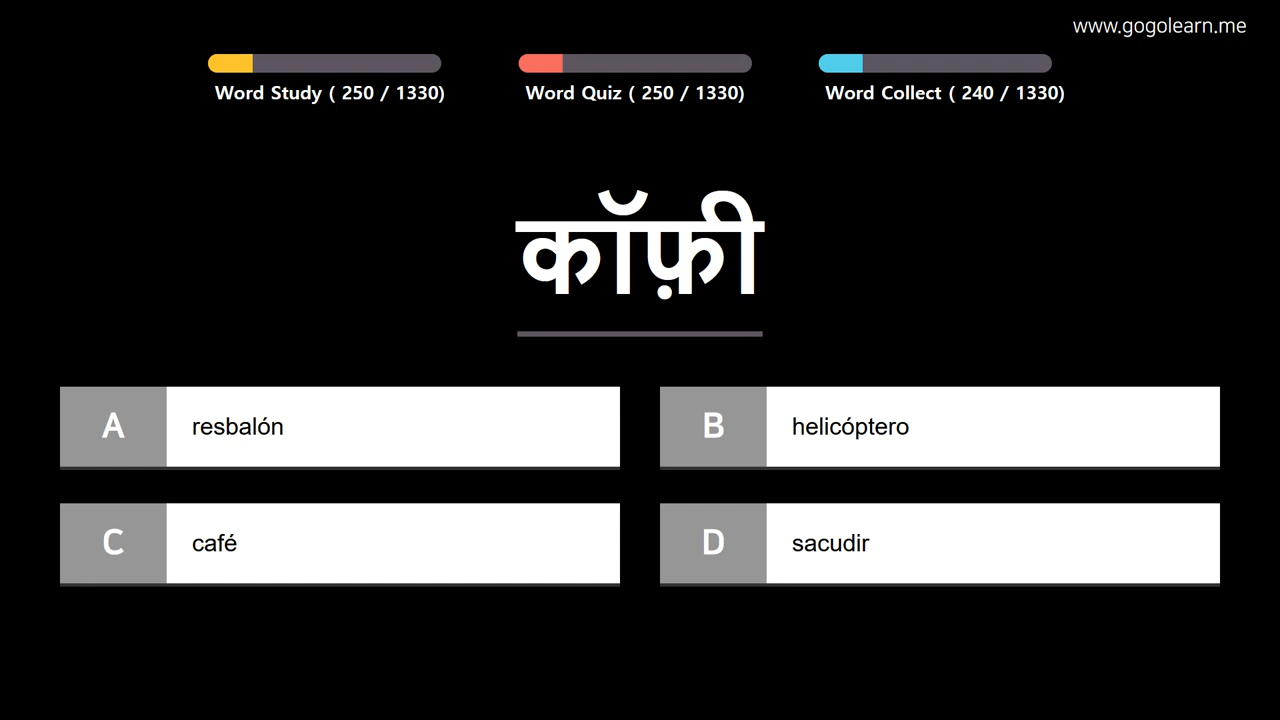 www.gogolearn.me
Word Study ( 250 / 1330)
Word Quiz ( 250 / 1330)
Word Collect ( 240 / 1330)
कॉफ़ी
A resbalón
B helicóptero
C café
D sacudir